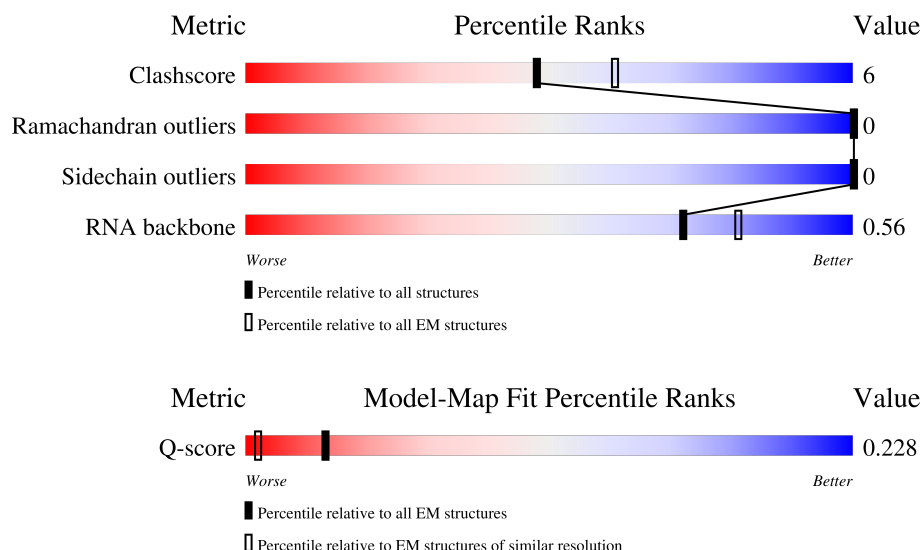 Metric Percentile Ranks Value
Clashscore 6
Ramachandran outliers 0
Sidechain outliers 0
RNA backbone 0.56
Worse Better
Percentile relative to all structures
Percentile relative to all EM structures
Metric Model-Map Fit Percentile Ranks Value
Q-score 0.228
Worse Better
Percentile relative to all EM structures
Percentile relative to EM structures of similar resolution